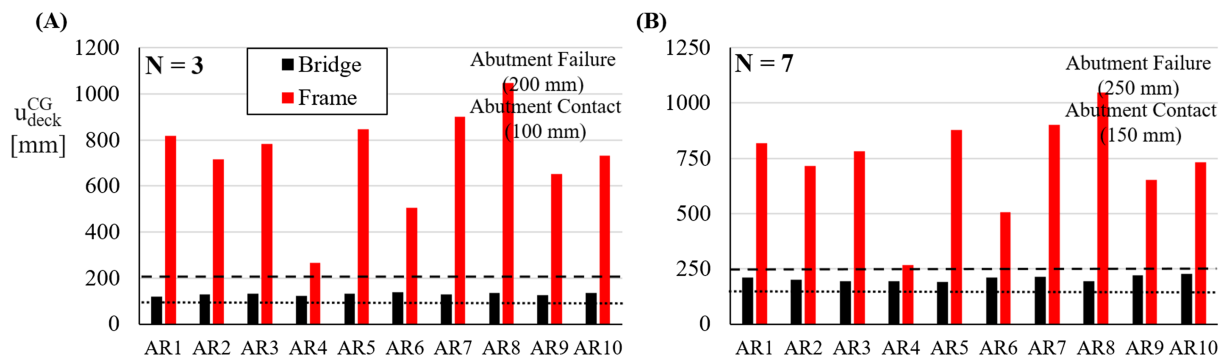 (A)
N = 3
Bridge
Frame
Abutment Failure
(200 mm)
Abutment Contact
(100 mm)
u_deck^CG
[mm]
1200
1000
800
600
400
200
0
AR1 AR2 AR3 AR4 AR5 AR6 AR7 AR8 AR9 AR10
(B)
N = 7
Abutment Failure
(250 mm)
Abutment Contact
(150 mm)
1250
1000
750
500
250
0
AR1 AR2 AR3 AR4 AR5 AR6 AR7 AR8 AR9 AR10